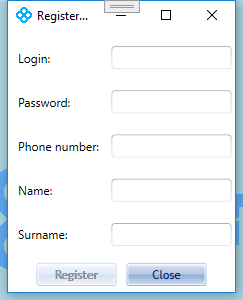 Register...
Login:
Password:
Phone number:
Name:
Surname:
Register Close